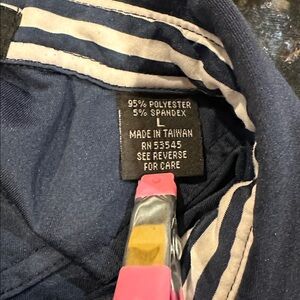 95% POLYESTER
5% SPANDEX
L
MADE IN TAIWAN
RN 53545
SEE REVERSE
FOR CARE